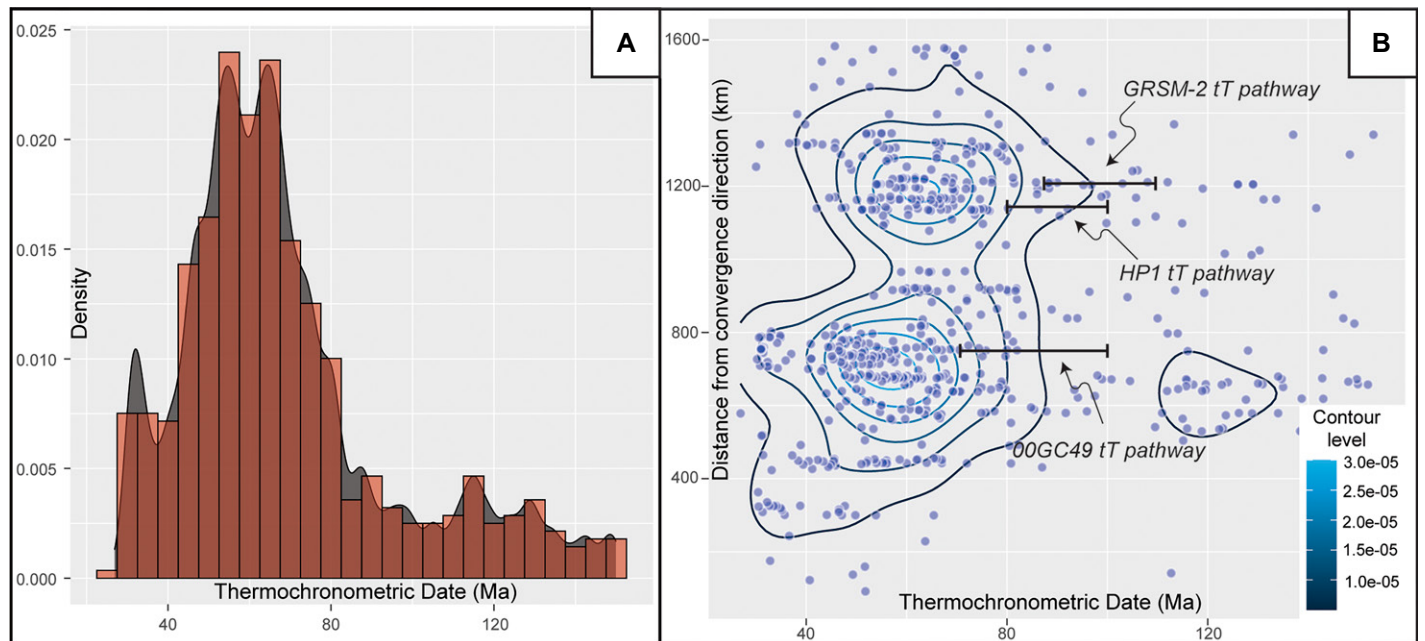 A
0.025
0.020
0.015
0.010
0.005
0.000
Density
40
120
Thermochronometric Date (Ma)
B
1600
1200
800
400
Distance from convergence direction (km)
GRSM-2 tT pathway
HP1 tT pathway
00GC49 tT pathway
Thermochronometric Date (Ma)
40
80
120
Contour
level
3.0e-05
2.5e-05
2.0e-05
1.5e-05
1.0e-05